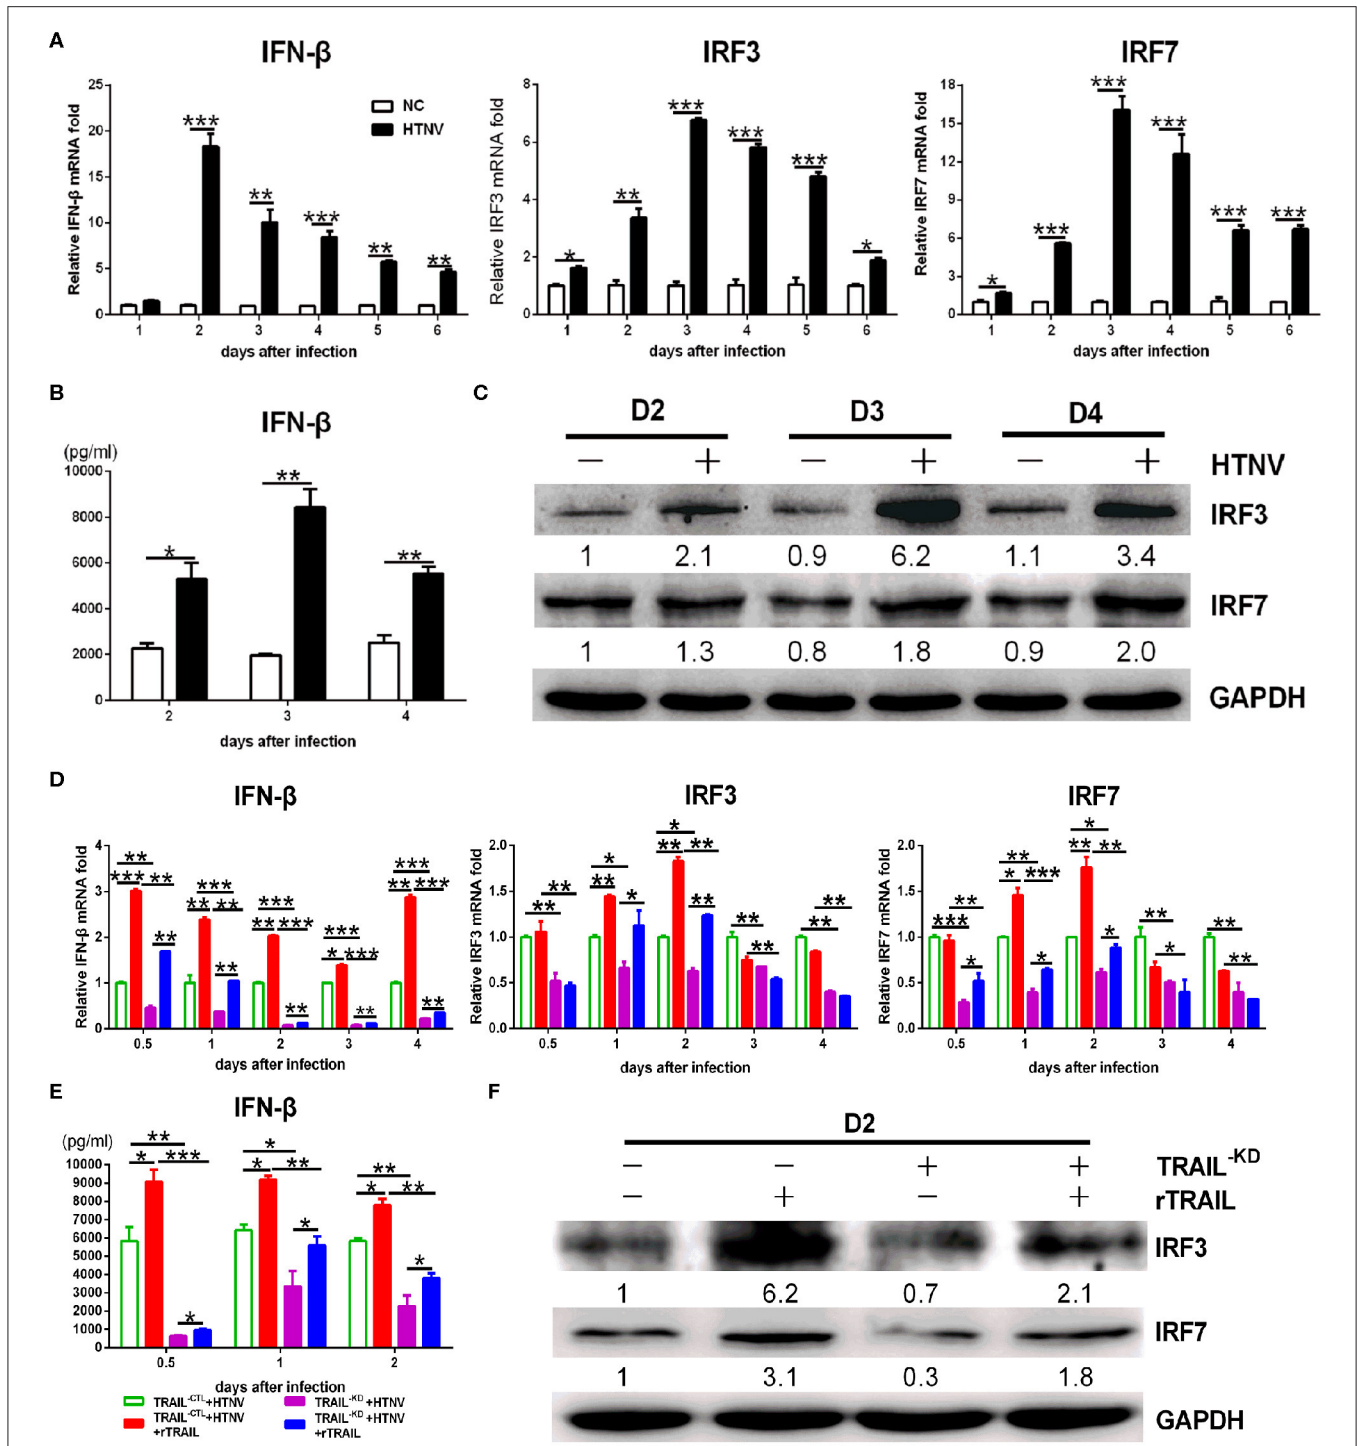 A
IFN-β
IRF3
IRF7
Relative IFN-β mRNA fold
25
20
15
10
5
0
NC
HTNV
***
**
***
**
**
1 2 3 4 5 6
days after infection
Relative IRF3 mRNA fold
8
6
4
2
0
*
**
***
***
***
*
1 2 3 4 5 6
days after infection
Relative IRF7 mRNA fold
18
15
12
9
6
3
0
*
***
***
***
***
***
1 2 3 4 5 6
days after infection
B
IFN-β
(pg/ml)
10000
8000
6000
4000
2000
0
*
**
**
2 3 4
days after infection
C
D2 D3 D4
— + — + — + HTNV
IRF3
1 2.1 0.9 6.2 1.1 3.4
IRF7
1 1.3 0.8 1.8 0.9 2.0
GAPDH
D
IFN-β
IRF3
IRF7
Relative IFN-β mRNA fold
4
3
2
1
0
** *** ** **
*** ** ** **
*** ** *** **
*** * *** **
*** ** *** **
0.5 1 2 3 4
days after infection
Relative IRF3 mRNA fold
2.0
1.5
1.0
0.5
0.0
** **
* ** *
* ** ** **
** **
** **
0.5 1 2 3 4
days after infection
Relative IRF7 mRNA fold
2.0
1.5
1.0
0.5
0.0
** *** *
** * *** *
* ** ** *
** *
** **
0.5 1 2 3 4
days after infection
E
IFN-β
(pg/ml)
10000
9000
8000
7000
6000
5000
4000
3000
2000
1000
0
** * *** *
* * ** *
** * ** *
0.5 1 2
days after infection
TRAIL-CTL+HTNV
TRAIL-CTL+HTNV
+rTRAIL
TRAIL-KD+HTNV
TRAIL-KD+HTNV
+rTRAIL
F
D2
— — + + TRAIL-KD
— + — + rTRAIL
IRF3
1 6.2 0.7 2.1
IRF7
1 3.1 0.3 1.8
GAPDH